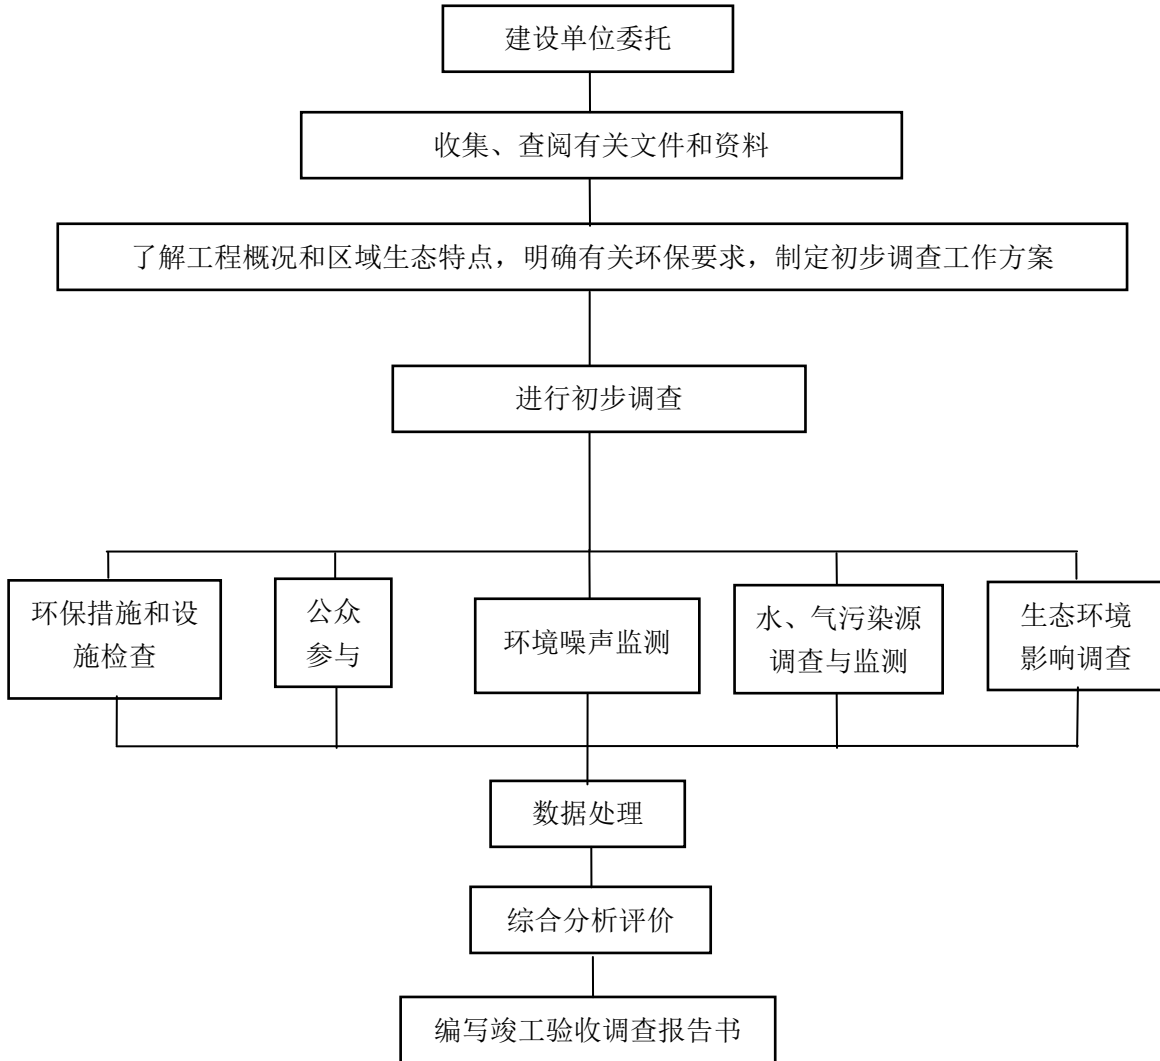 建设单位委托
收集、查阅有关文件和资料
了解工程概况和区域生态特点，明确有关环保要求，制定初步调查工作方案
进行初步调查
环保措施和设
施检查
公众
参与
环境噪声监测
水、气污染源
调查与监测
生态环境
影响调查
数据处理
综合分析评价
编写竣工验收调查报告书